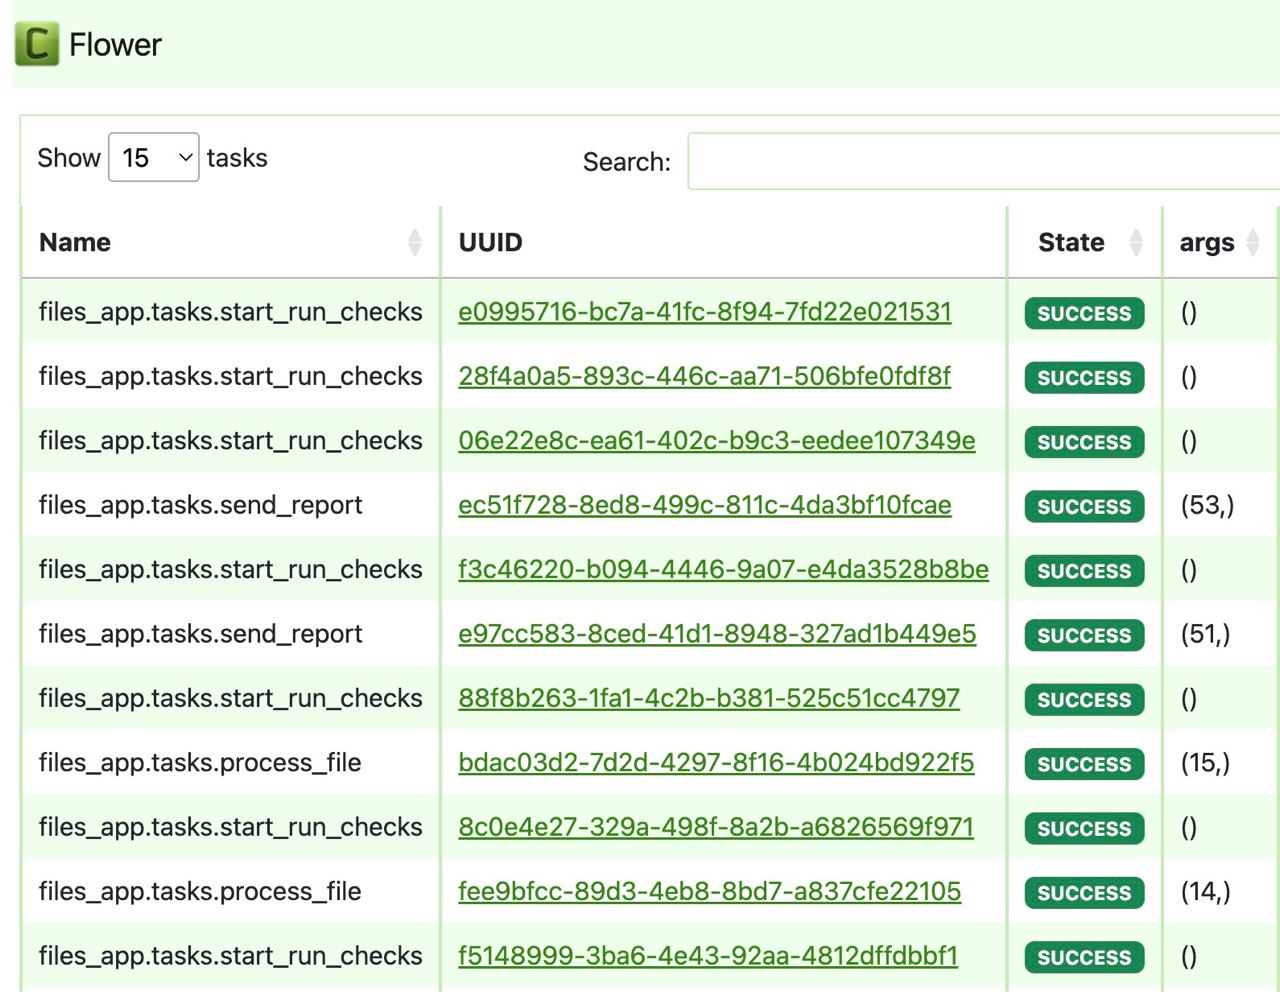 C Flower
Show 15 tasks Search:
Name UUID State args
files_app.tasks.start_run_checks e0995716-bc7a-41fc-8f94-7fd22e021531 SUCCESS ()
files_app.tasks.start_run_checks 28f4a0a5-893c-446c-aa71-506bfe0fdf8f SUCCESS ()
files_app.tasks.start_run_checks 06e22e8c-ea61-402c-b9c3-eedee107349e SUCCESS ()
files_app.tasks.send_report ec51f728-8ed8-499c-811c-4da3bf10fcae SUCCESS (53,)
files_app.tasks.start_run_checks f3c46220-b094-4446-9a07-e4da3528b8be SUCCESS ()
files_app.tasks.send_report e97cc583-8ced-41d1-8948-327ad1b449e5 SUCCESS (51,)
files_app.tasks.start_run_checks 88f8b263-1fa1-4c2b-b381-525c51cc4797 SUCCESS ()
files_app.tasks.process_file bdac03d2-7d2d-4297-8f16-4b024bd922f5 SUCCESS (15,)
files_app.tasks.start_run_checks 8c0e4e27-329a-498f-8a2b-a6826569f971 SUCCESS ()
files_app.tasks.process_file fee9bfcc-89d3-4eb8-8bd7-a837cfe22105 SUCCESS (14,)
files_app.tasks.start_run_checks f5148999-3ba6-4e43-92aa-4812dffdbbf1 SUCCESS ()